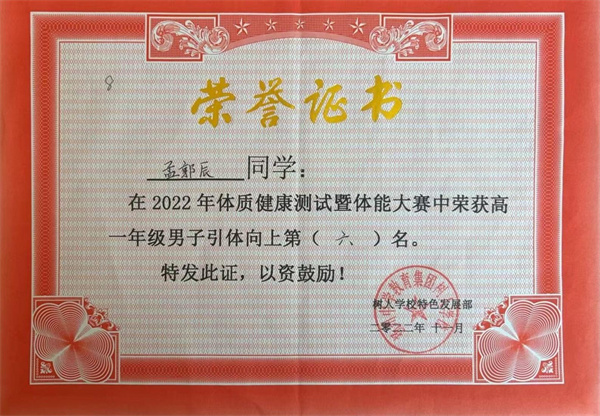 8
荣誉证书
孟郭辰 同学：
在 2022 年体质健康测试暨体能大赛中荣获高
一年级男子引体向上第（ 六 ）名。
特发此证，以资鼓励！
树人学校特色发展部
二零二二年 十一月